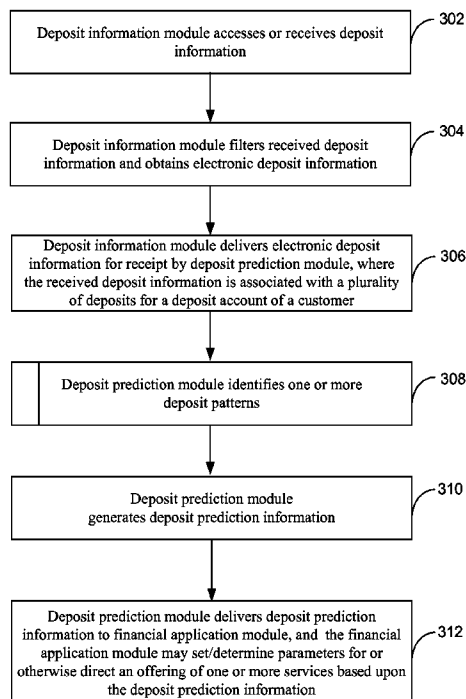 Deposit information module accesses or receives deposit
information
302
Deposit information module filters received deposit
information and obtains electronic deposit information
304
Deposit information module delivers electronic deposit
information for receipt by deposit prediction module, where
the received deposit information is associated with a plurality
of deposits for a deposit account of a customer
306
Deposit prediction module identifies one or more
deposit patterns
308
Deposit prediction module
generates deposit prediction information
310
Deposit prediction module delivers deposit prediction
information to financial application module, and the financial
application module may set/determine parameters for or
otherwise direct an offering of one or more services based upon
the deposit prediction information
312